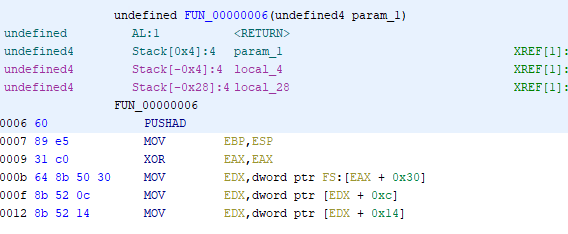 undefined FUN_00000006(undefined4 param_1)
undefined AL:1 <RETURN>
undefined4 Stack[0x4]:4 param_1 XREF[1]:
undefined4 Stack[-0x4]:4 local_4 XREF[1]:
undefined4 Stack[-0x28]:4 local_28 XREF[1]:
FUN_00000006
0006 60 PUSHAD
0007 89 e5 MOV EBP,ESP
0009 31 c0 XOR EAX,EAX
000b 64 8b 50 30 MOV EDX,dword ptr FS:[EAX + 0x30]
000f 8b 52 0c MOV EDX,dword ptr [EDX + 0xc]
0012 8b 52 14 MOV EDX,dword ptr [EDX + 0x14]